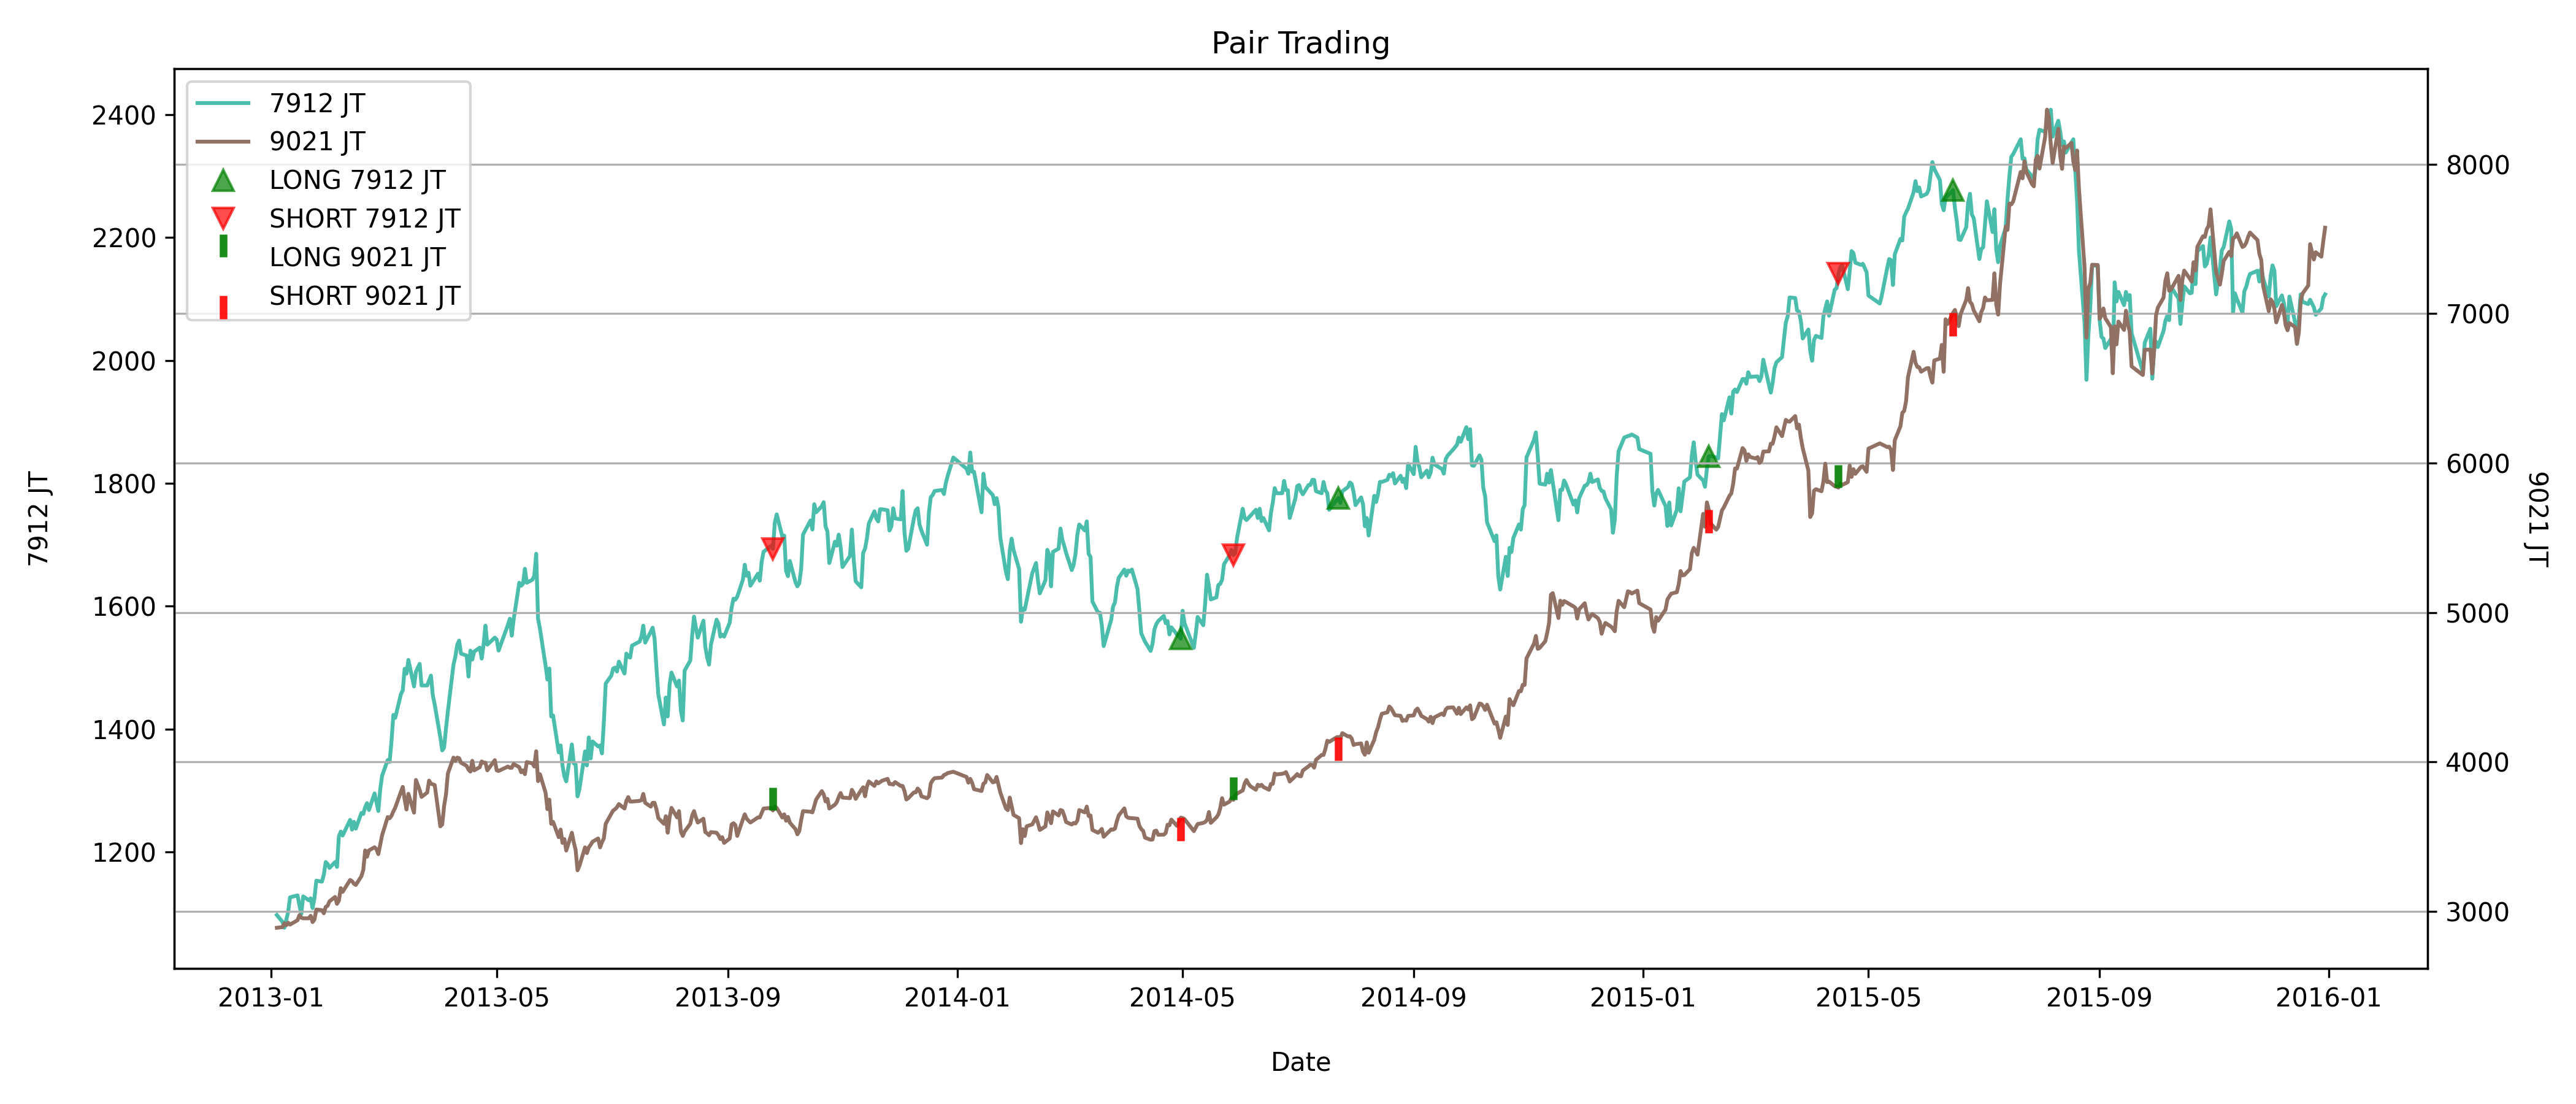 Pair Trading
7912 JT
9021 JT
LONG 7912 JT
SHORT 7912 JT
LONG 9021 JT
SHORT 9021 JT
2400
2200
2000
1800
1600
1400
1200
7912 JT
8000
7000
6000
5000
4000
3000
9021 JT
2013-01
2013-05
2013-09
2014-01
2014-05
2014-09
2015-01
2015-05
2015-09
2016-01
Date